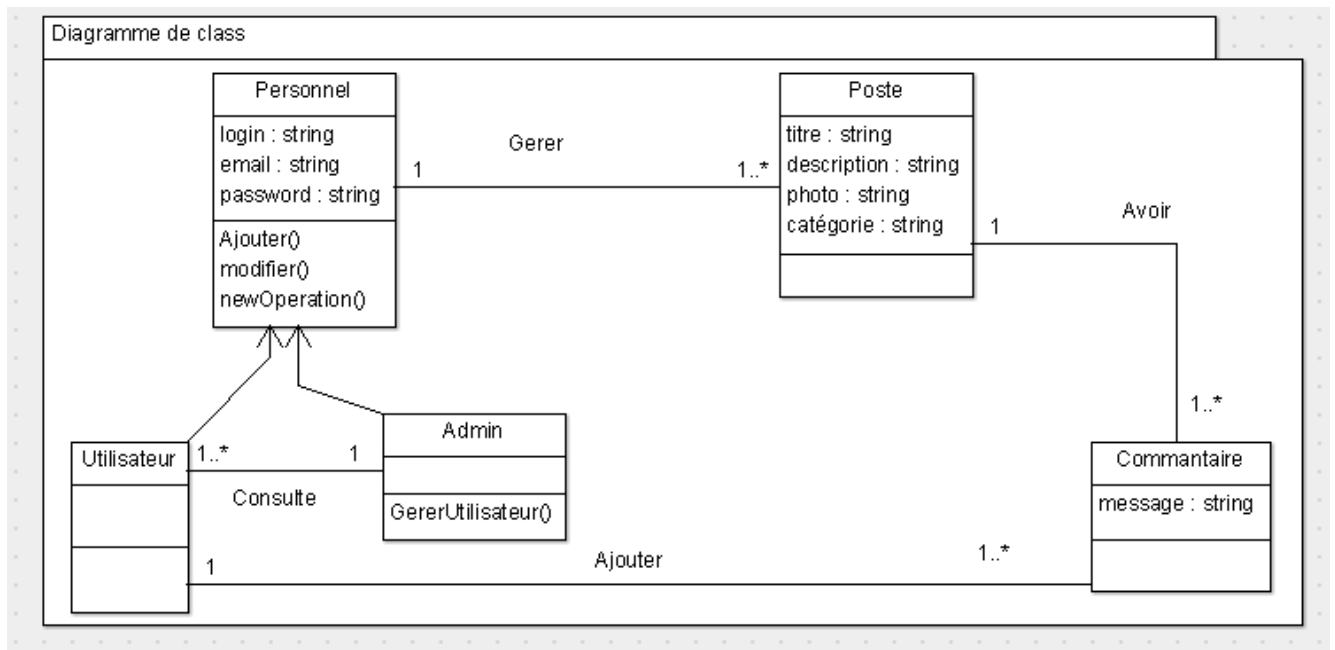 Diagramme de class
Personnel
login : string
email : string
password : string
Ajouter()
modifier()
newOperation()
1
Gerer
1..*
Poste
titre : string
description : string
photo : string
catégorie : string
1
Avoir
1..*
Utilisateur
1..*
1
Consulte
Admin
GererUtilisateur()
Commantaire
message : string
1
Ajouter
1..*